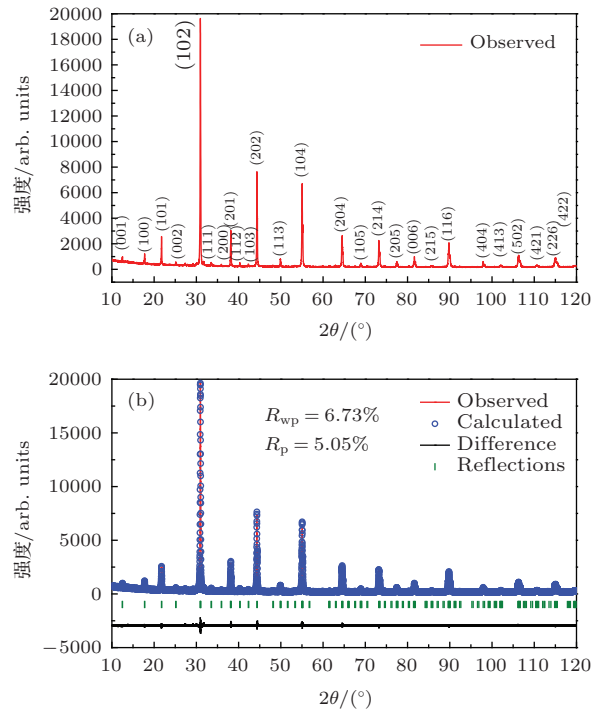 20000
18000
16000
14000
12000
10000
8000
6000
4000
2000
0
强度/arb. units
(a)
Observed
(001)
(100)
(101)
(002)
(102)
(111)
(200)
(201)
(112)
(103)
(202)
(113)
(104)
(204)
(105)
(214)
(205)
(006)
(215)
(116)
(404)
(413)
(502)
(421)
(226)
(422)
10 20 30 40 50 60 70 80 90 100 110 120
2θ/(°)
20000
15000
10000
5000
0
−5000
强度/arb. units
(b)
Rwp = 6.73%
Rp = 5.05%
Observed
Calculated
Difference
Reflections
10 20 30 40 50 60 70 80 90 100 110 120
2θ/(°)